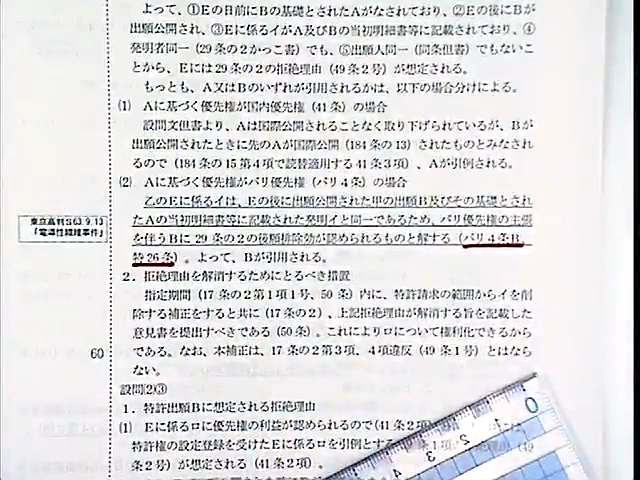 よって、①Eの日前にBの基礎とされたAがなされており、②Eの後にBが
出願公開され、③Eに係るイがA及びBの当初明細書等に記載されており、④
発明者同一（29条の2かっこ書）でも、⑤出願人同一（同条但書）でもないこ
とから、Eには29条の2の拒絶理由（49条2号）が想定される。
もっとも、A又はBのいずれが引用されるかは、以下の場合分けによる。
(1) Aに基づく優先権が国内優先権（41条）の場合
設問文但書より、Aは国際公開されることなく取り下げられているが、Bが
出願公開されたときに先のAが国際公開（184条の13）されたものとみなされ
るので（184条の15第4項で読替適用する41条3項）、Aが引例される。
(2) Aに基づく優先権がパリ優先権（パリ4条）の場合
乙のEに係るイは、Eの後に出願公開された甲の出願B及びその基礎とされ
たAの当初明細書等に記載された発明イと同一であるため、パリ優先権の主張
を伴うBに29条の2の後願排除効が認められるものと解する（パリ4条B、
特26条）。よって、Bが引用される。
東京高判S63.9.13
「電導性繊維事件」
2．拒絶理由を解消するためにとるべき措置
指定期間（17条の2第1項1号、50条）内に、特許請求の範囲からイを削
除する補正をすると共に（17条の2）、上記拒絶理由が解消する旨を記載した
意見書を提出すべきである（50条）。これによりロについて権利化できるから
である。なお、本補正は、17条の2第3項、4項違反（49条1号）とはなら
ない。
60
設問(2)③
1．特許出願Bに想定される拒絶理由
(1) Eに係るロに優先権の利益が認められるので（41条2項
特許権の設定登録を受けたEに係るロを引例とする
条2号）が想定される（41条2項）。
0